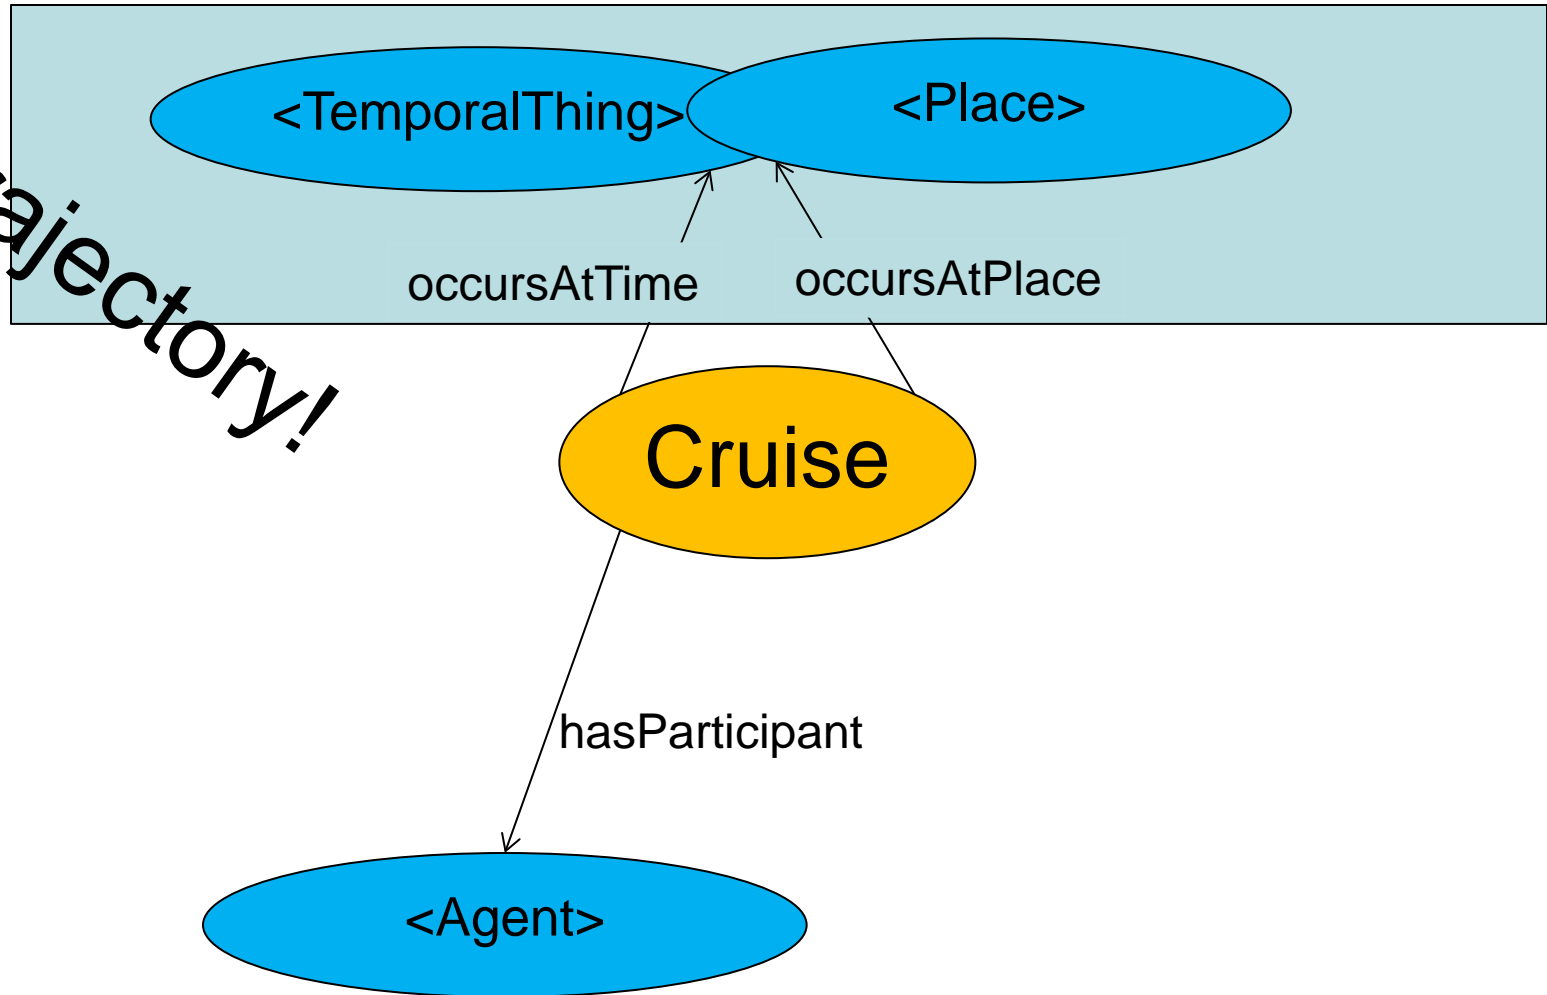 <TemporalThing>
<Place>
occursAtTime
occursAtPlace
ajectory!
Cruise
hasParticipant
<Agent>